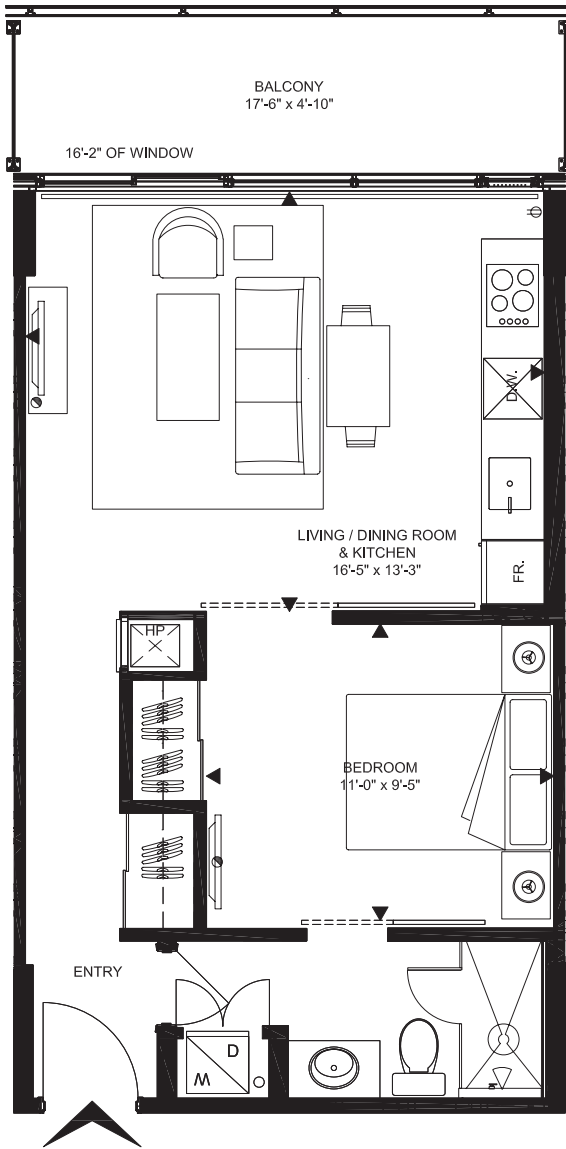 BALCONY
17'-6" x 4'-10"
16'-2" OF WINDOW
D.W.
LIVING / DINING ROOM
& KITCHEN
16'-5" x 13'-3"
FR.
HP
BEDROOM
11'-0" x 9'-5"
ENTRY
D
W